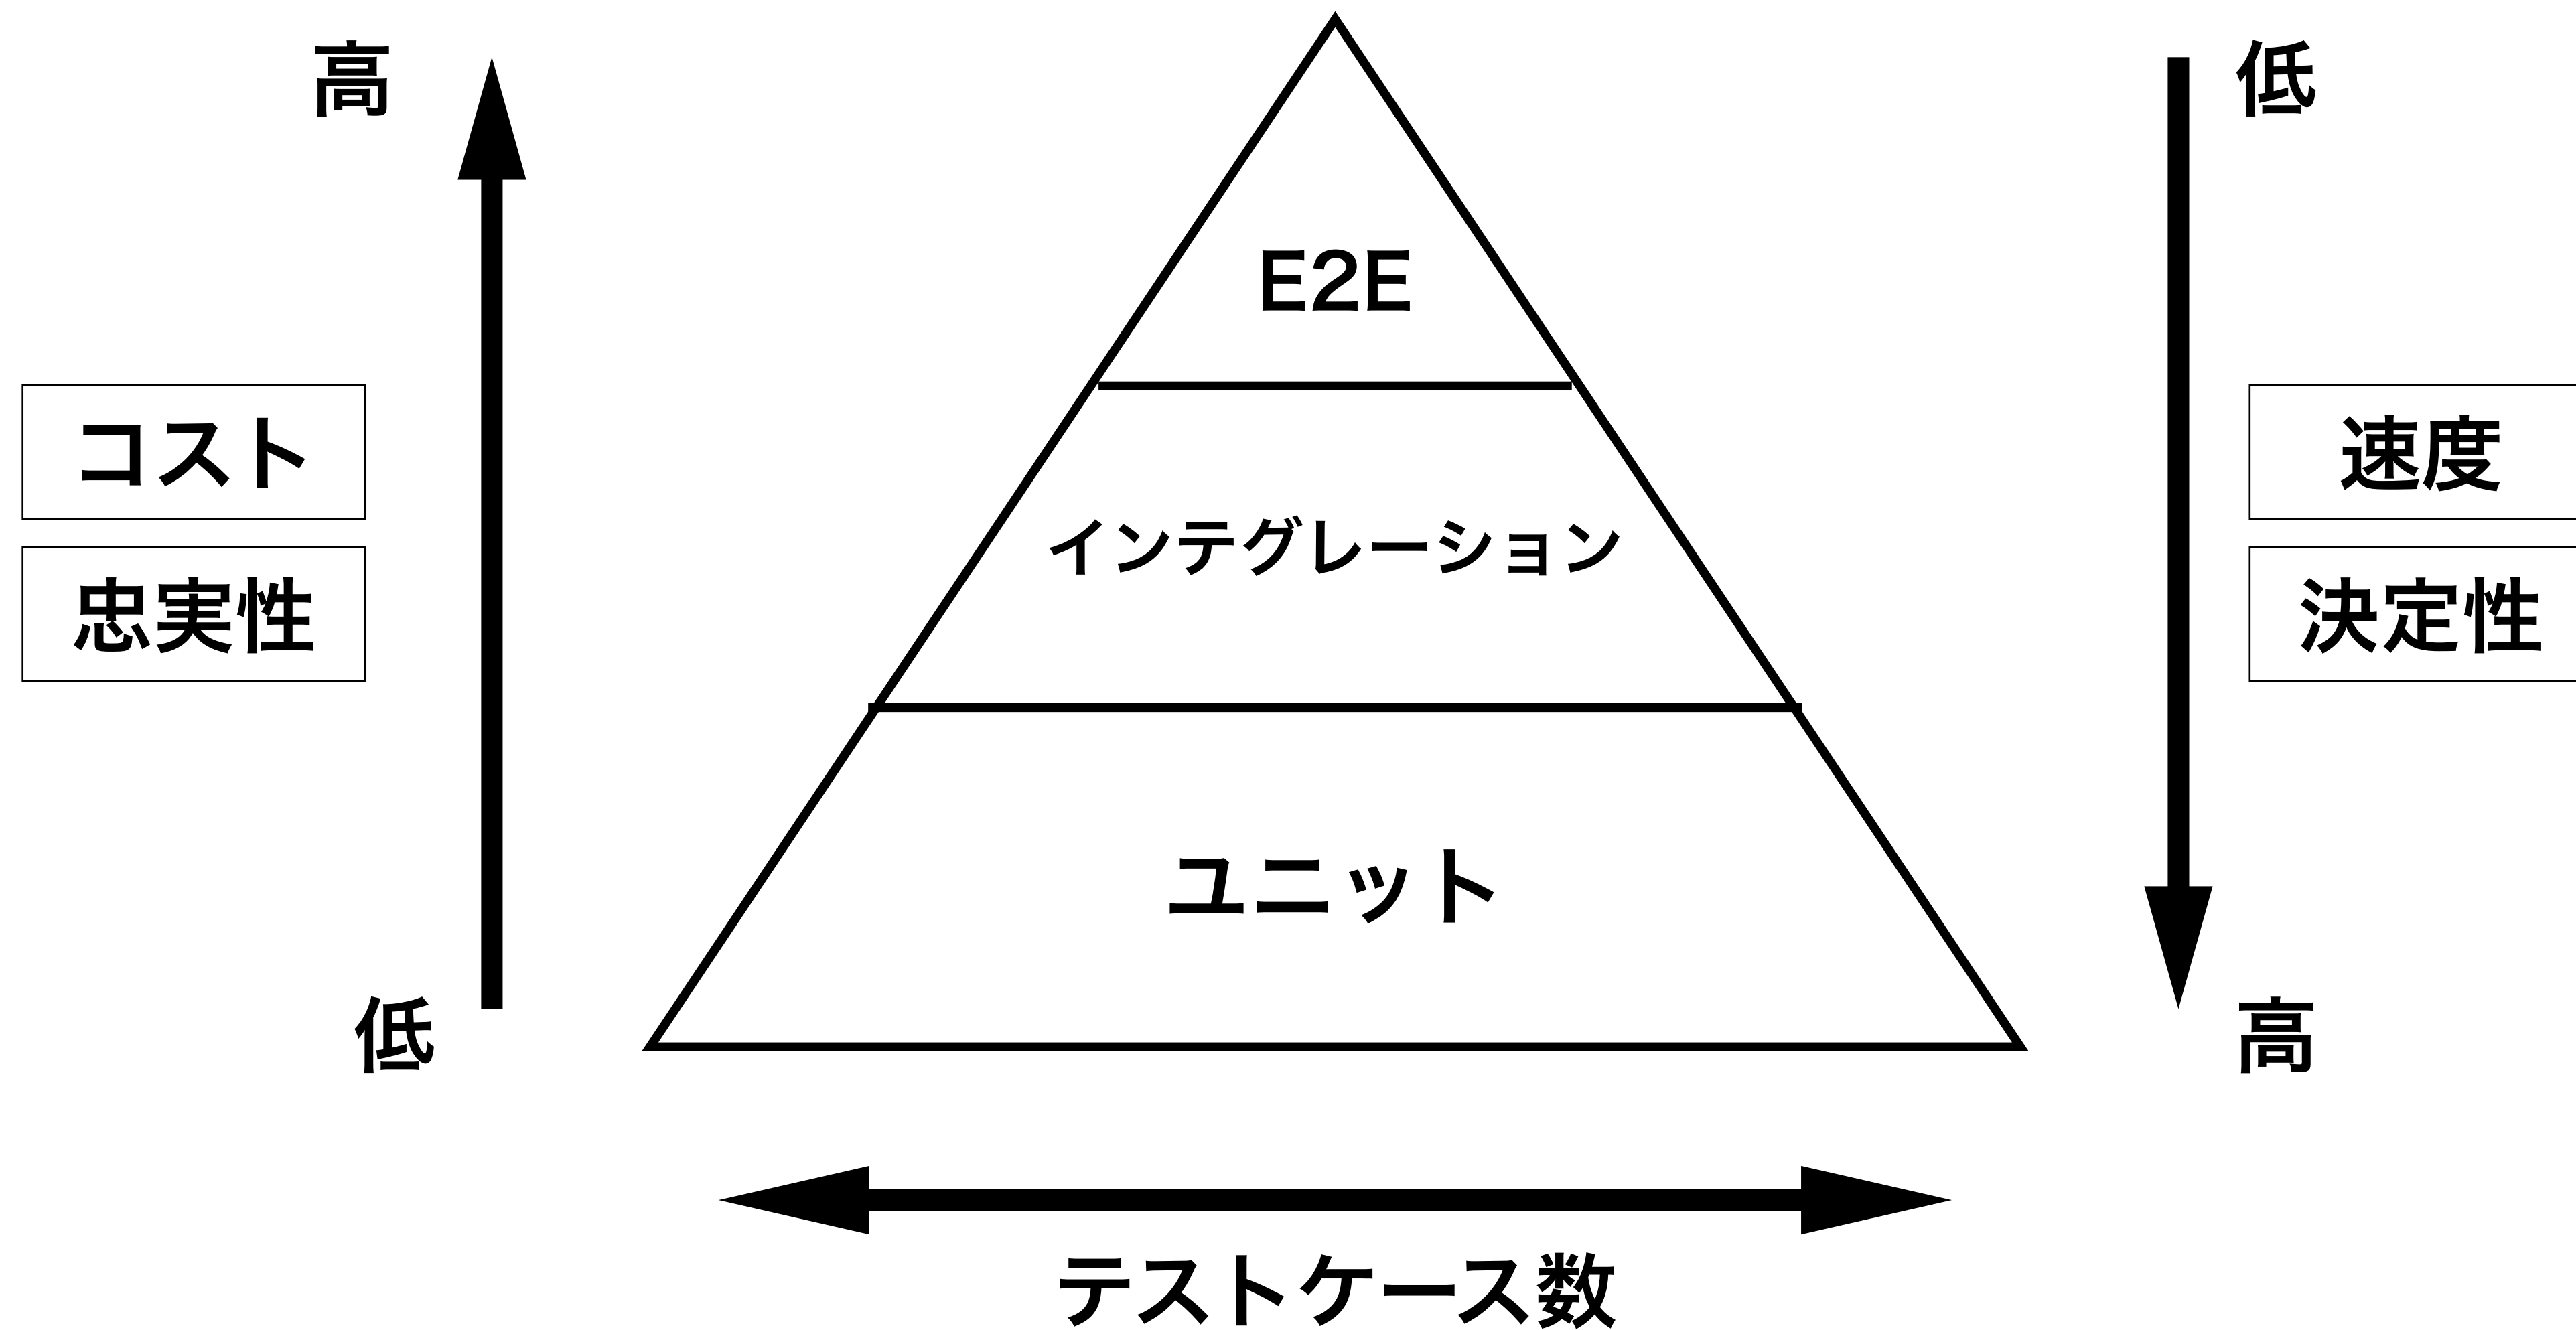 高
低
E2E
コスト
速度
インテグレーション
忠実性
決定性
ユニット
低
高
テストケース数